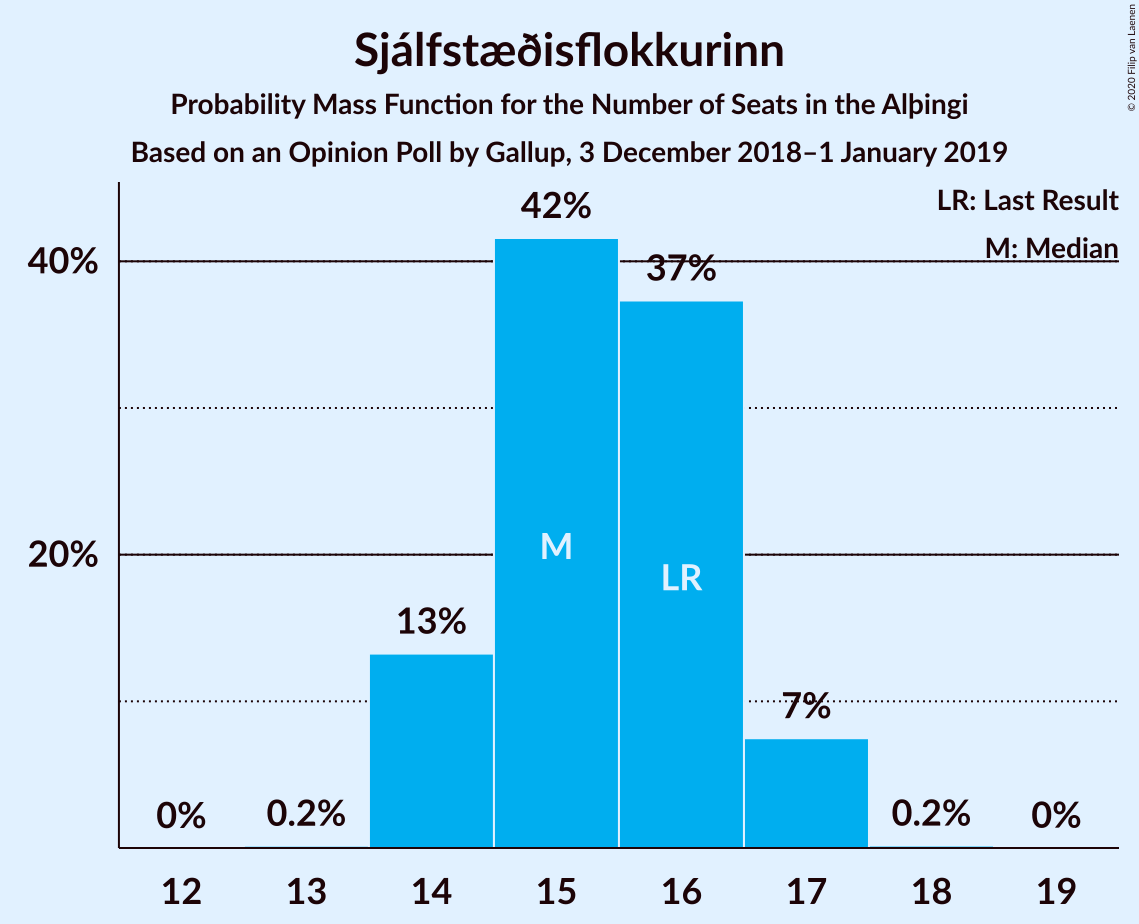 Sjálfstæðisflokkurinn
Probability Mass Function for the Number of Seats in the Alþingi
Based on an Opinion Poll by Gallup, 3 December 2018–1 January 2019
© 2020 Filip van Laenen
LR: Last Result
M: Median
40%
20%
0%
0.2%
13%
42%
37%
7%
0.2%
0%
M
LR
12 13 14 15 16 17 18 19